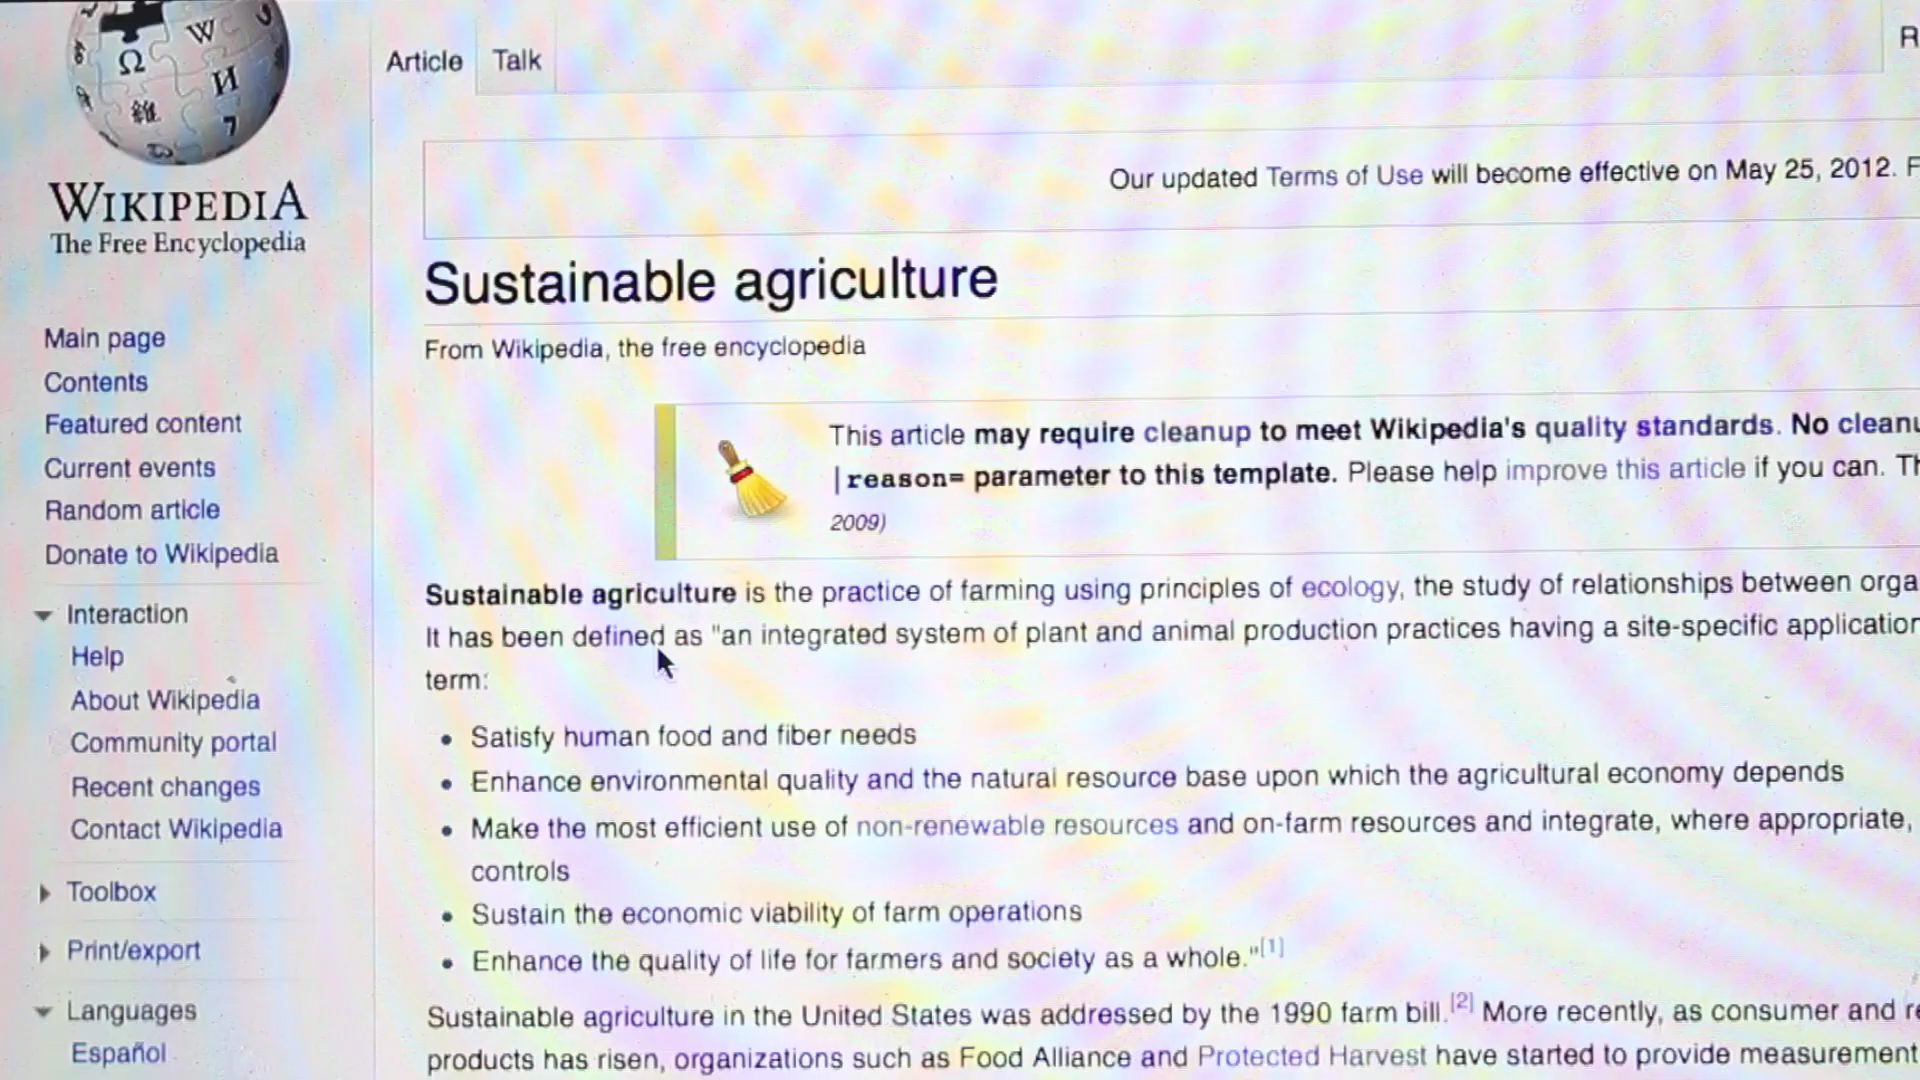 Article Talk
R
Our updated Terms of Use will become effective on May 25, 2012.
WIKIPEDIA
The Free Encyclopedia
Main page
Contents
Featured content
Current events
Random article
Donate to Wikipedia
Interaction
Help
About Wikipedia
Community portal
Recent changes
Contact Wikipedia
Toolbox
Print/export
Languages
Español
Sustainable agriculture
From Wikipedia, the free encyclopedia
This article may require cleanup to meet Wikipedia's quality standards. No
|reason= parameter to this template. Please help improve this article if you can.
2009)
Sustainable agriculture is the practice of farming using principles of ecology, the study of relationships between
It has been defined as "an integrated system of plant and animal production practices having a site-specific application
term:
• Satisfy human food and fiber needs
• Enhance environmental quality and the natural resource base upon which the agricultural economy depends
• Make the most efficient use of non-renewable resources and on-farm resources and integrate, where appropriate,
controls
• Sustain the economic viability of farm operations
• Enhance the quality of life for farmers and society as a whole."[1]
Sustainable agriculture in the United States was addressed by the 1990 farm bill.[2] More recently, as consumer and
products has risen, organizations such as Food Alliance and Protected Harvest have started to provide measurement